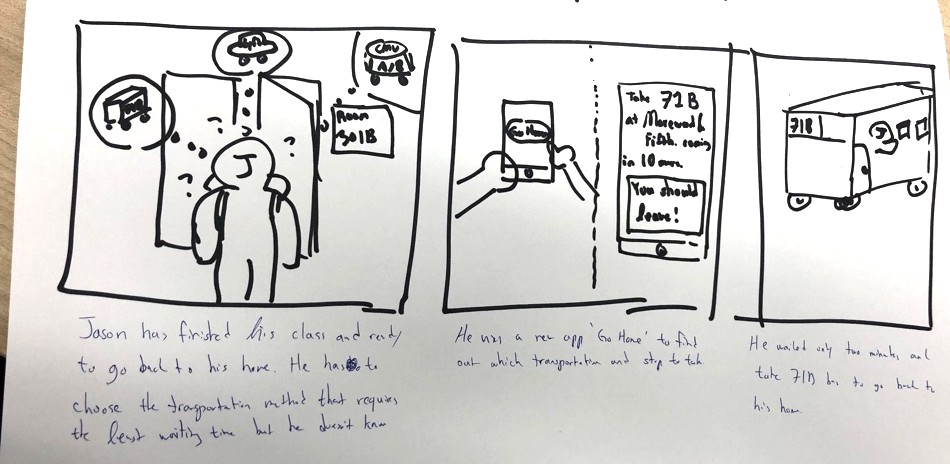 CMU
A/B
Room
301B
?
?
?
J
Jason has finished his class and ready
to go back to his home. He has to
choose the transportation method that requires
the least waiting time but he doesn't know
Go Home
Take 71B
at Morewood &
Fifth. coming
in 10 min.
You should
leave!
He uses a new app 'Go Home' to find
out which transportation and stop to take.
71B
J
He waited only two minutes and
take 71B bus to go back to
his home.